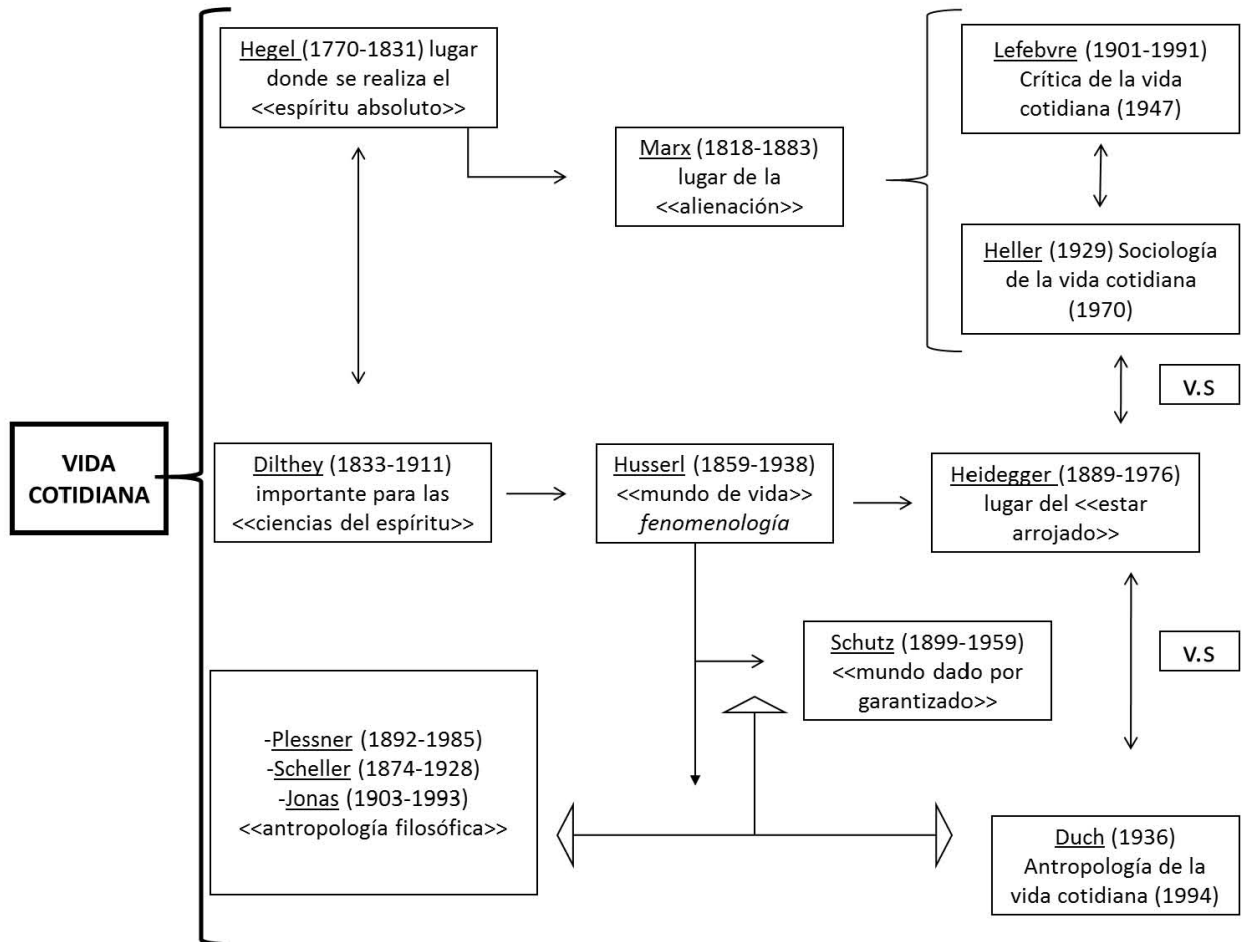 Hegel (1770-1831) lugar
donde se realiza el
<<espíritu absoluto>>
Lefebvre (1901-1991)
Crítica de la vida
cotidiana (1947)
Marx (1818-1883)
lugar de la
<<alienación>>
Heller (1929) Sociología
de la vida cotidiana
(1970)
v.s
VIDA
COTIDIANA
Dilthey (1833-1911)
importante para las
<<ciencias del espíritu>>
Husserl (1859-1938)
<<mundo de vida>>
fenomenología
Heidegger (1889-1976)
lugar del <<estar
arrojado>>
Schutz (1899-1959)
<<mundo dado por
garantizado>>
v.s
-Plessner (1892-1985)
-Scheller (1874-1928)
-Jonas (1903-1993)
<<antropología filosófica>>
Duch (1936)
Antropología de la
vida cotidiana (1994)